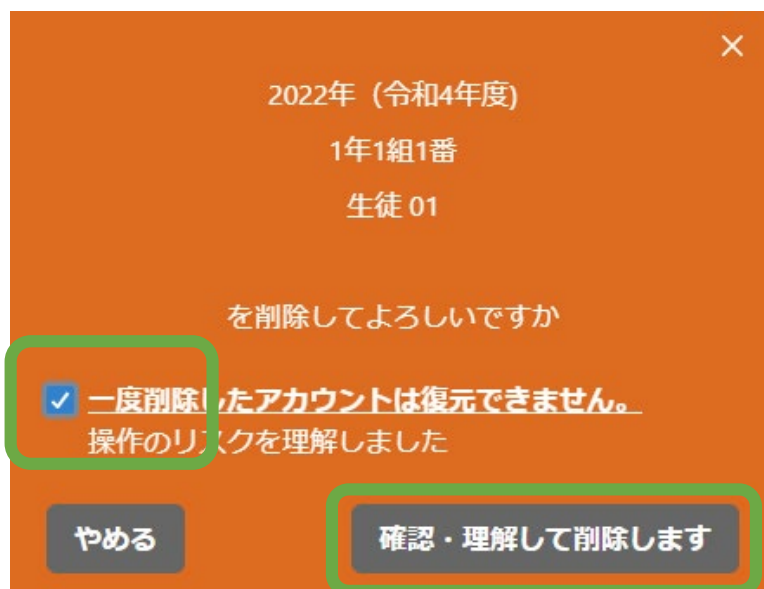 2022年（令和4年度)
1年1組1番
生徒 01
を削除してよろしいですか
一度削除したアカウントは復元できません。
操作のリスクを理解しました
やめる
確認・理解して削除します